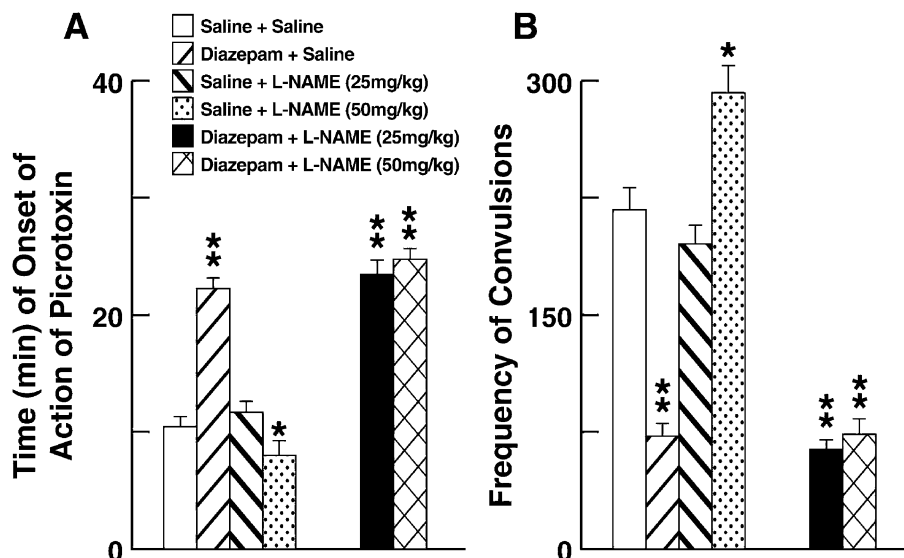 A
Saline + Saline
Diazepam + Saline
Saline + L-NAME (25mg/kg)
Saline + L-NAME (50mg/kg)
Diazepam + L-NAME (25mg/kg)
Diazepam + L-NAME (50mg/kg)
Time (min) of Onset of
Action of Picrotoxin
40
20
0
**
*
**
**
B
Frequency of Convulsions
300
150
0
**
*
**
**